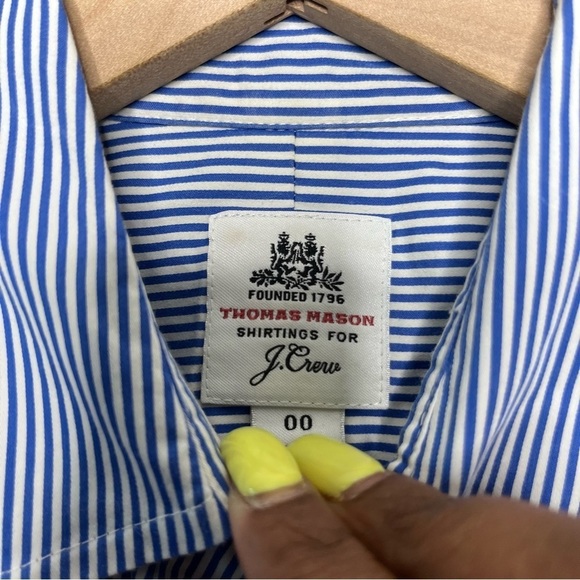 FOUNDED 1796
THOMAS MASON
SHIRTINGS FOR
J.Crew
00